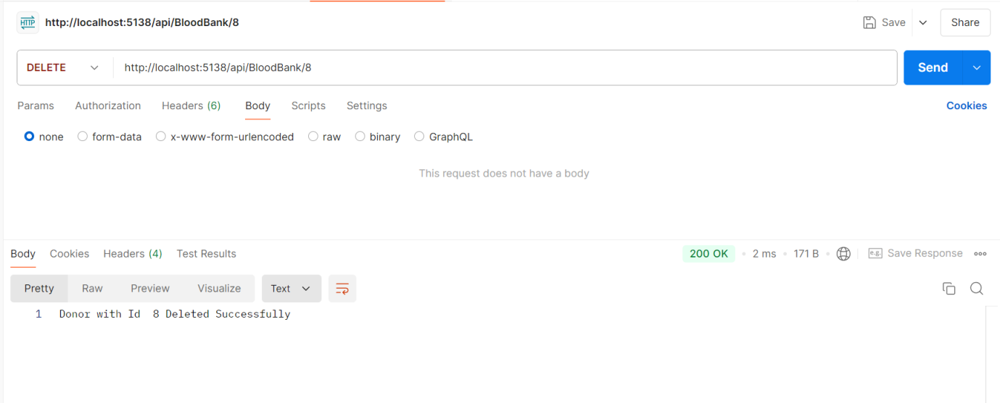 HTTP http://localhost:5138/api/BloodBank/8 Save Share
DELETE http://localhost:5138/api/BloodBank/8 Send
Params Authorization Headers (6) Body Scripts Settings Cookies
none form-data x-www-form-urlencoded raw binary GraphQL
This request does not have a body
Body Cookies Headers (4) Test Results 200 OK • 2 ms • 171 B • e.g. Save Response
Pretty Raw Preview Visualize Text
1 Donor with Id  8 Deleted Successfully